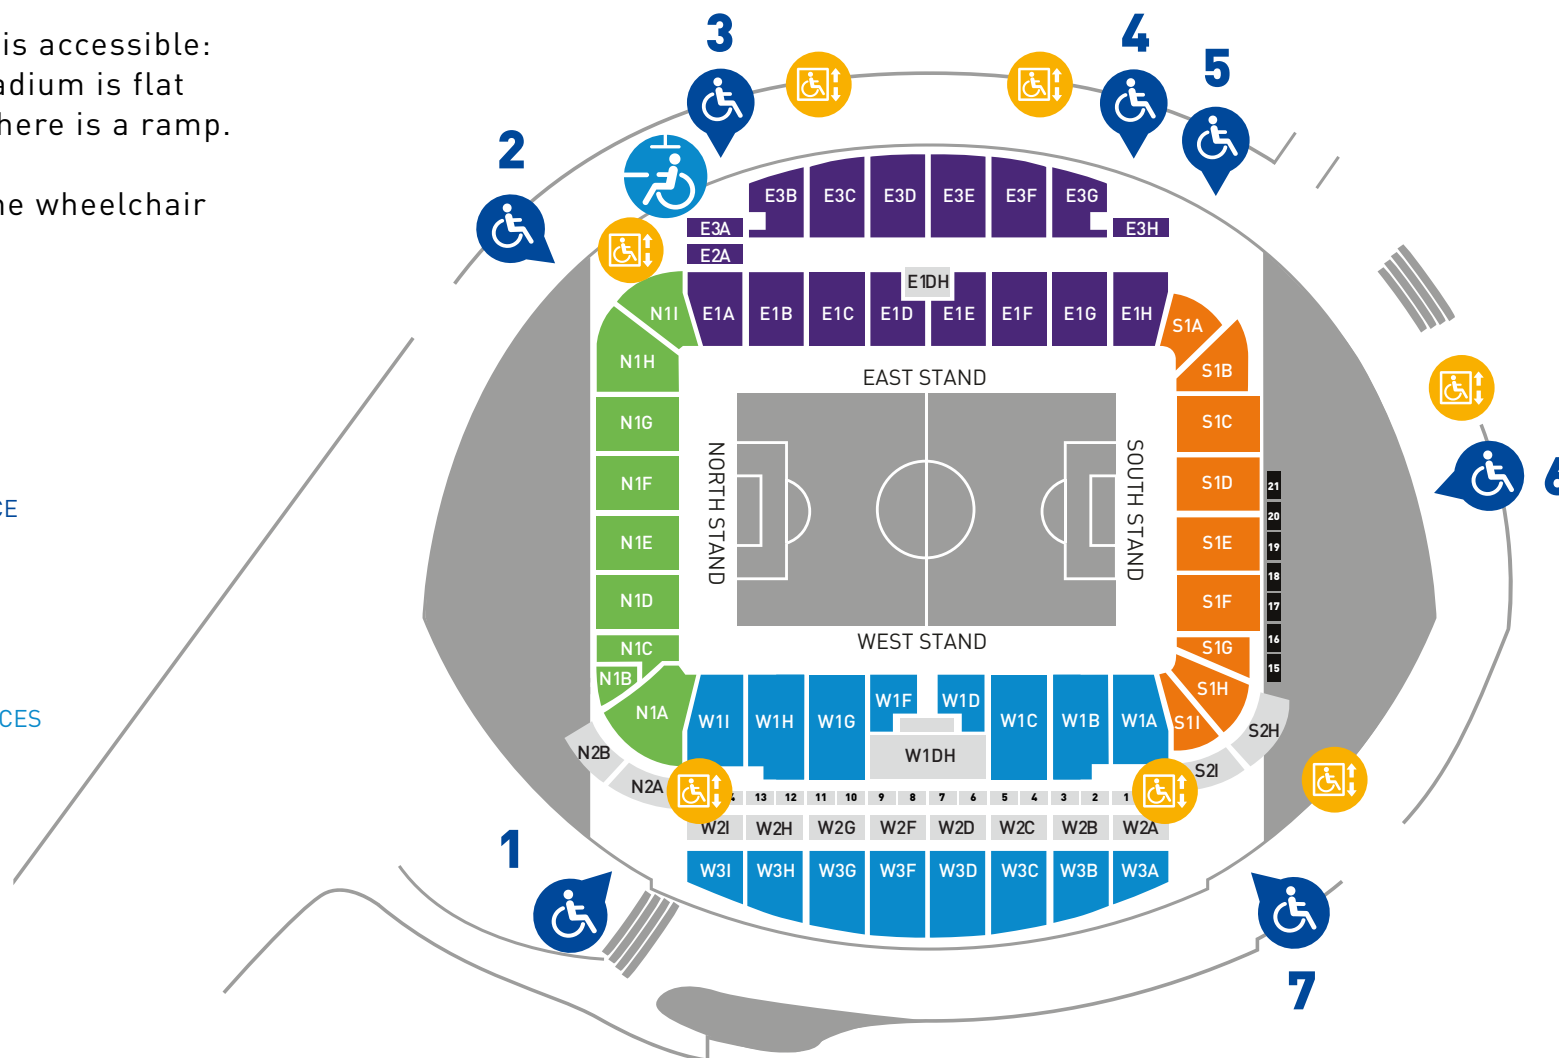 is accessible:
adium is flat
here is a ramp.
ne wheelchair
CE
CES
3
4
5
2
E3B
E3C
E3D
E3E
E3F
E3G
E3A
E3H
E2A
E1DH
E1A
E1B
E1C
E1D
E1E
E1F
E1G
E1H
N1I
S1A
N1H
S1B
EAST STAND
N1G
S1C
N1F
S1D
NORTH STAND
SOUTH STAND
6
21
20
19
18
17
16
15
N1E
S1E
N1D
S1F
WEST STAND
N1C
S1G
N1B
S1H
N1A
S1I
W1I
W1H
W1G
W1F
W1D
W1C
W1B
W1A
W1DH
N2B
N2A
S2H
S2I
13
12
11
10
9
8
7
6
5
4
3
2
1
W2I
W2H
W2G
W2F
W2D
W2C
W2B
W2A
W3I
W3H
W3G
W3F
W3D
W3C
W3B
W3A
1
7